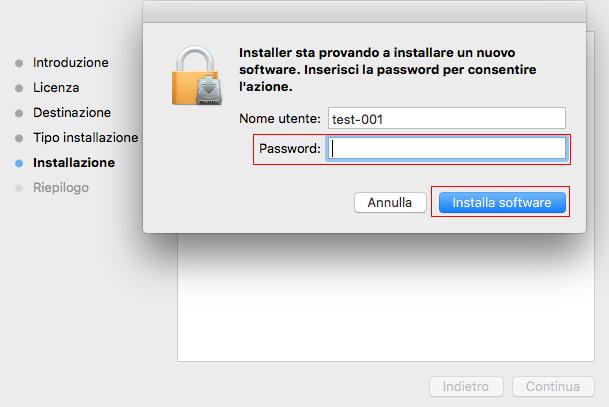 Introduzione
Licenza
Destinazione
Tipo installazione
Installazione
Riepilogo
Installer sta provando a installare un nuovo
software. Inserisci la password per consentire
l'azione.
Nome utente: test-001
Password:
Annulla Installa software
Indietro Continua